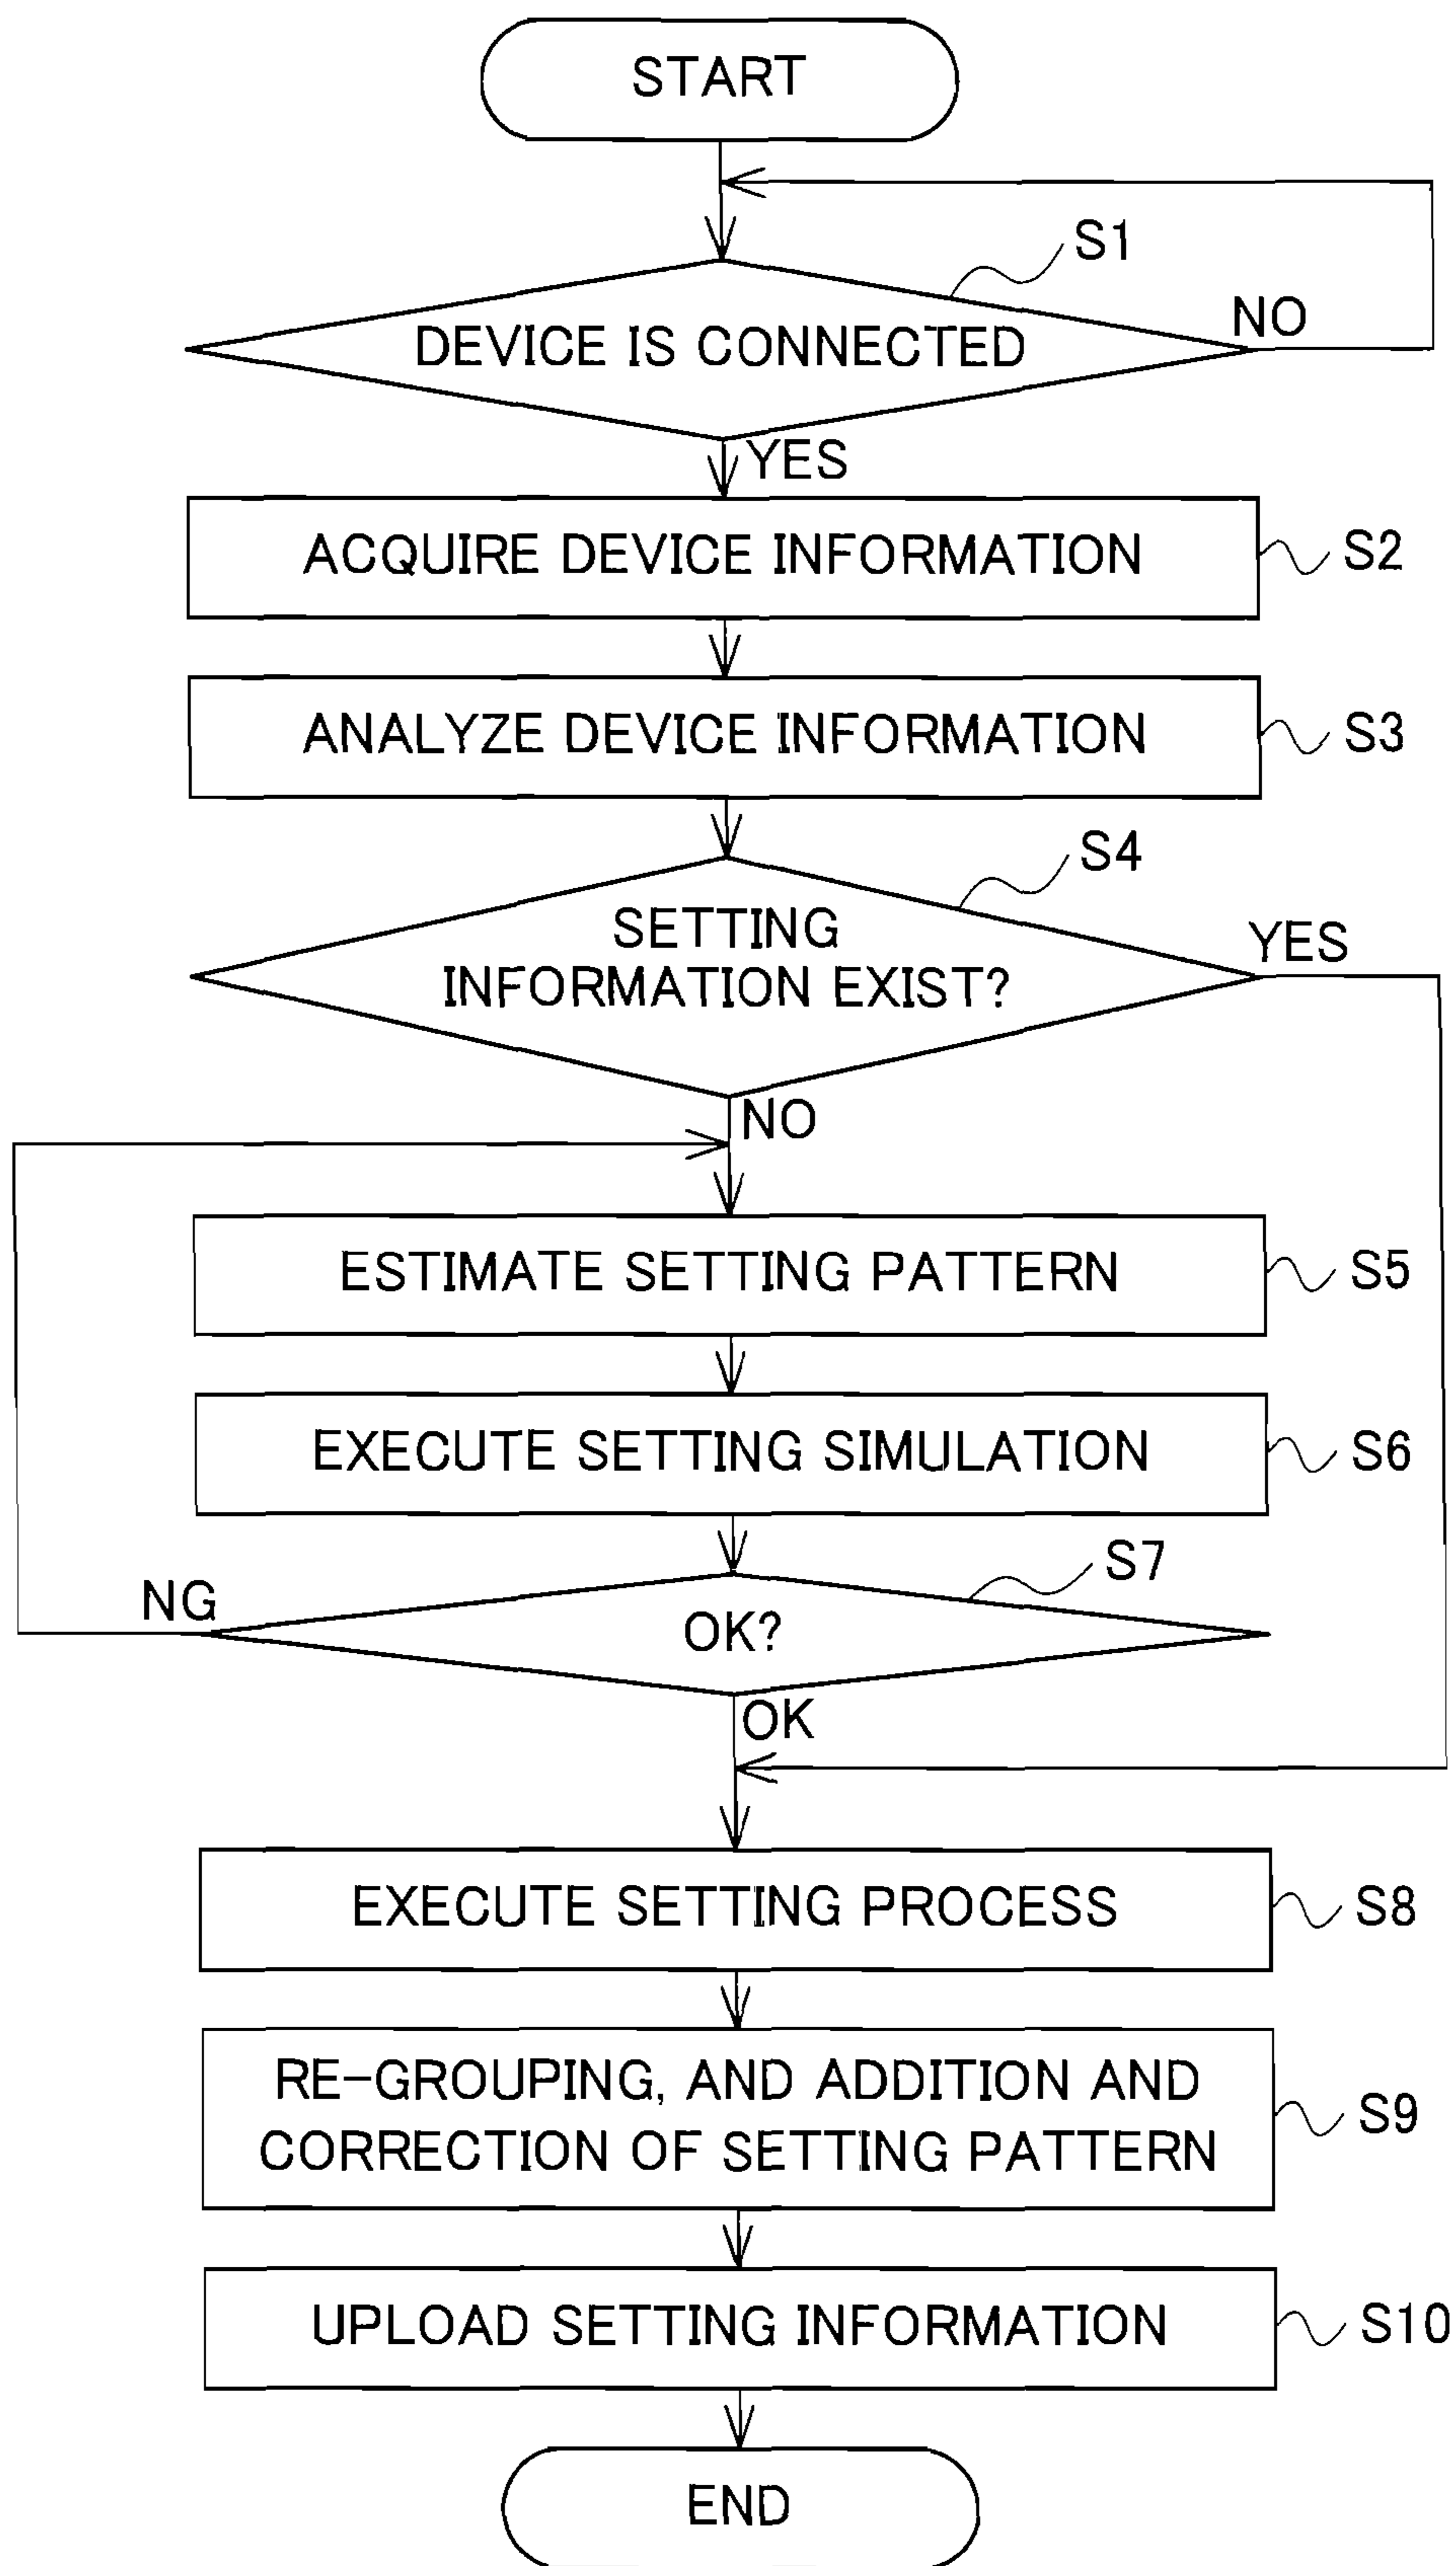 START
S1
DEVICE IS CONNECTED
NO
YES
ACQUIRE DEVICE INFORMATION
S2
ANALYZE DEVICE INFORMATION
S3
S4
SETTING
INFORMATION EXIST?
YES
NO
ESTIMATE SETTING PATTERN
S5
EXECUTE SETTING SIMULATION
S6
S7
NG
OK?
OK
EXECUTE SETTING PROCESS
S8
RE-GROUPING, AND ADDITION AND
CORRECTION OF SETTING PATTERN
S9
UPLOAD SETTING INFORMATION
S10
END